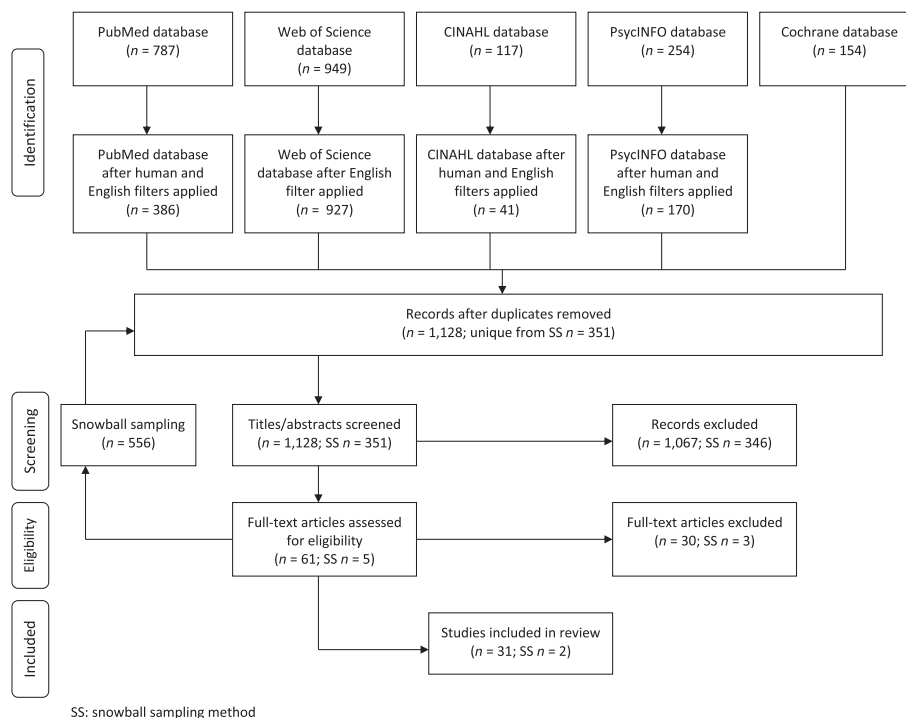 PubMed database
(n = 787)
Web of Science
database
(n = 949)
CINAHL database
(n = 117)
PsycINFO database
(n = 254)
Cochrane database
(n = 154)
Identification
PubMed database
after human and
English filters applied
(n = 386)
Web of Science
database after English
filter applied
(n = 927)
CINAHL database after
human and English
filters applied
(n = 41)
PsycINFO database
after human and
English filters applied
(n = 170)
Records after duplicates removed
(n = 1,128; unique from SS n = 351)
Screening
Snowball sampling
(n = 556)
Titles/abstracts screened
(n = 1,128; SS n = 351)
Records excluded
(n = 1,067; SS n = 346)
Eligibility
Full-text articles assessed
for eligibility
(n = 61; SS n = 5)
Full-text articles excluded
(n = 30; SS n = 3)
Included
Studies included in review
(n = 31; SS n = 2)
SS: snowball sampling method